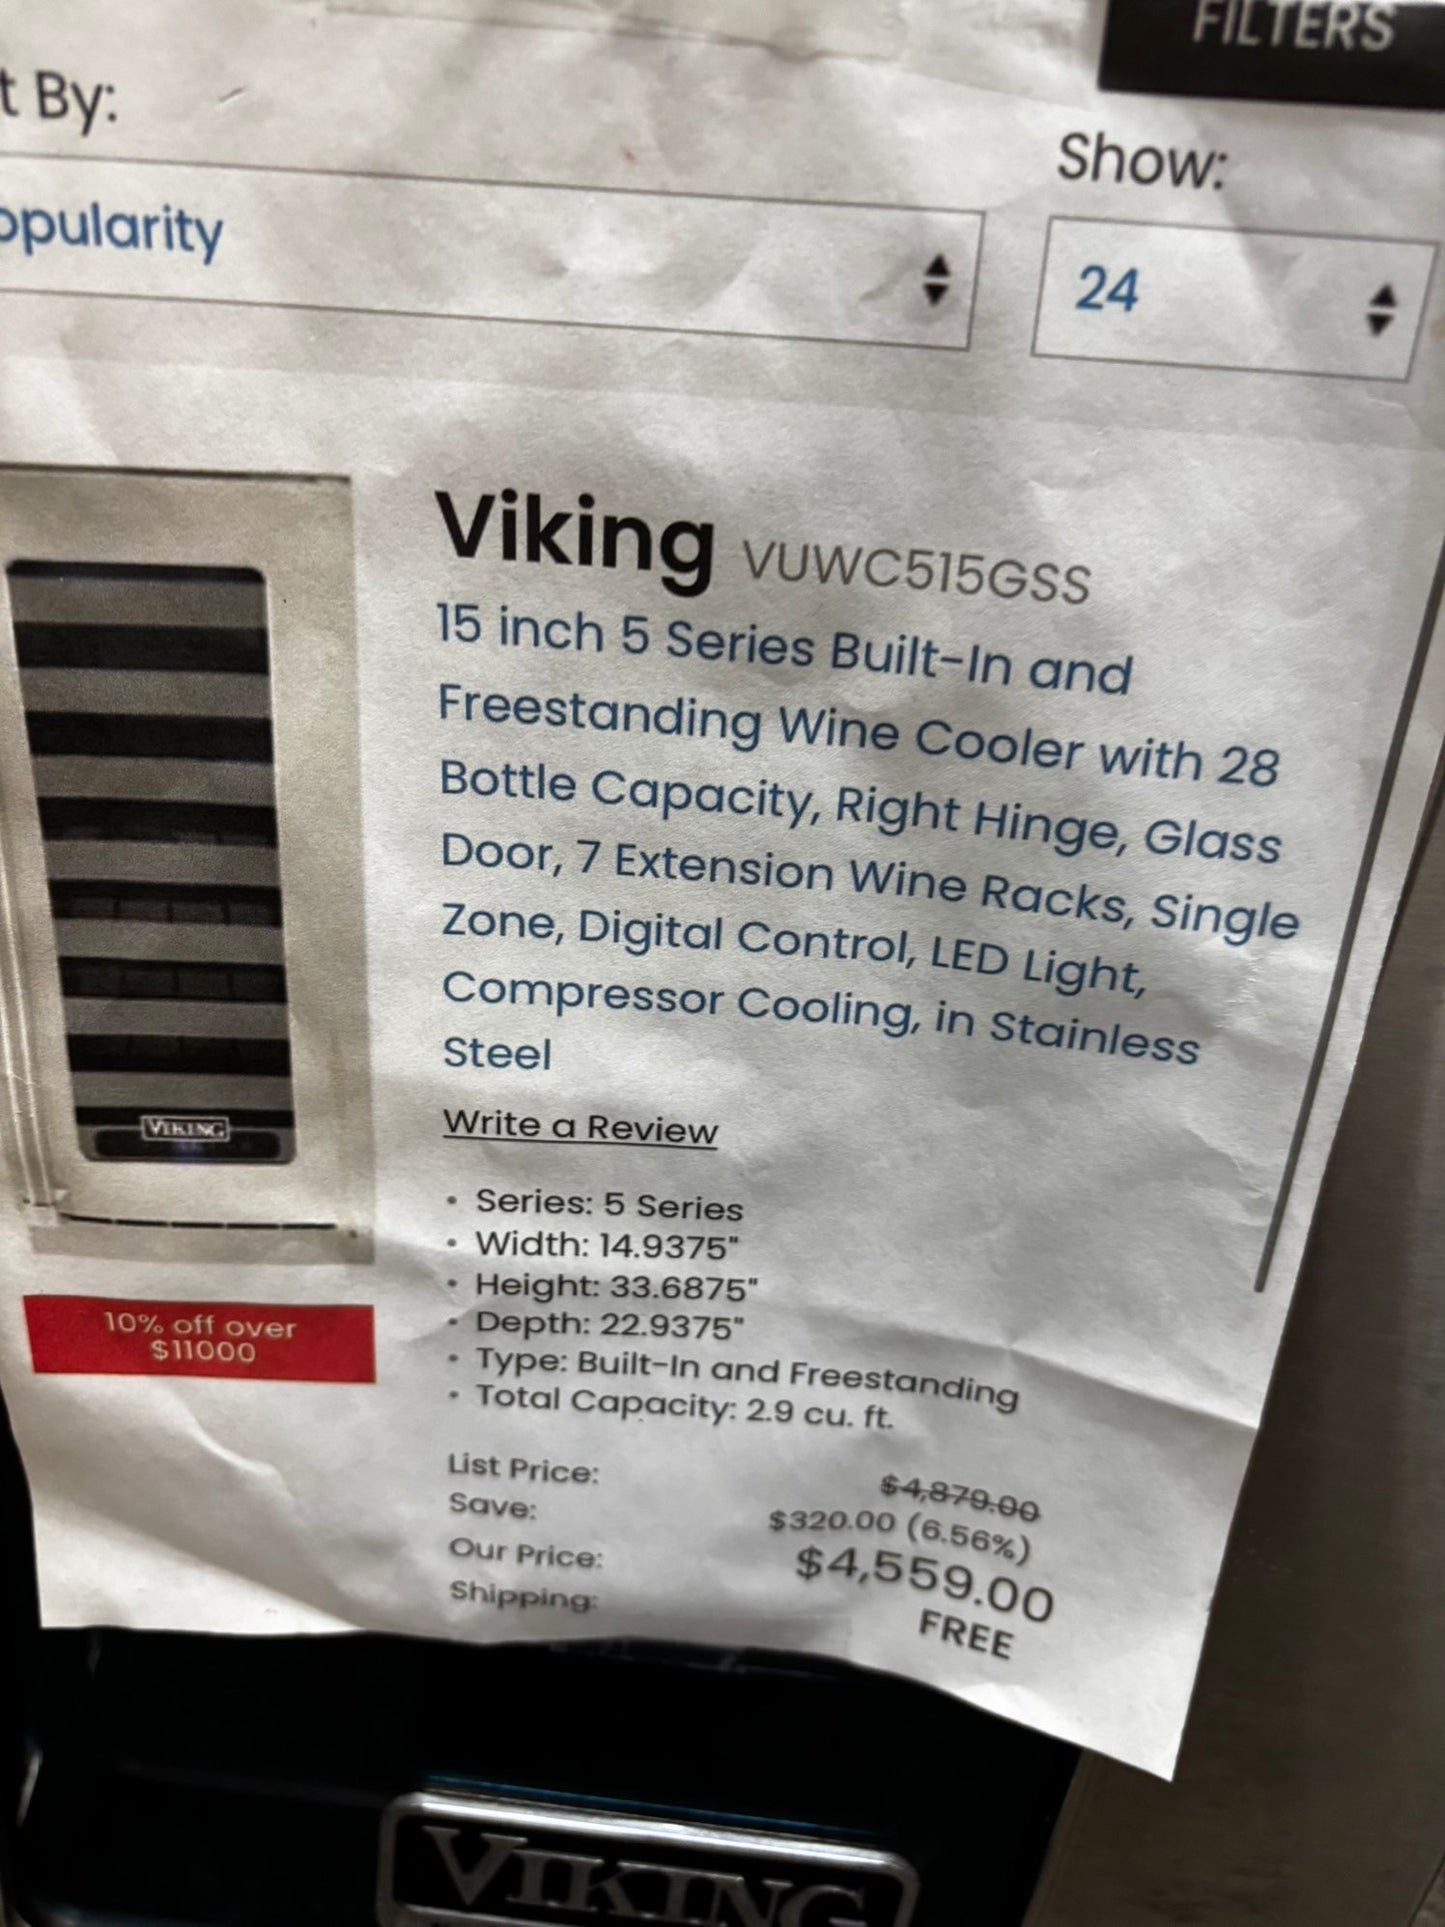 FILTERS
t By:
Show:
opularity
24
Viking VUWC515GSS
15 inch 5 Series Built-In and
Freestanding Wine Cooler with 28
Bottle Capacity, Right Hinge, Glass
Door, 7 Extension Wine Racks, Single
Zone, Digital Control, LED Light,
Compressor Cooling, in Stainless
Steel
VIKING
Write a Review
• Series: 5 Series
• Width: 14.9375"
• Height: 33.6875"
• Depth: 22.9375"
• Type: Built-In and Freestanding
• Total Capacity: 2.9 cu. ft.
10% off over
$11000
List Price: $4,879.00
Save: $320.00 (6.56%)
Our Price: $4,559.00
Shipping: FREE
VIKING